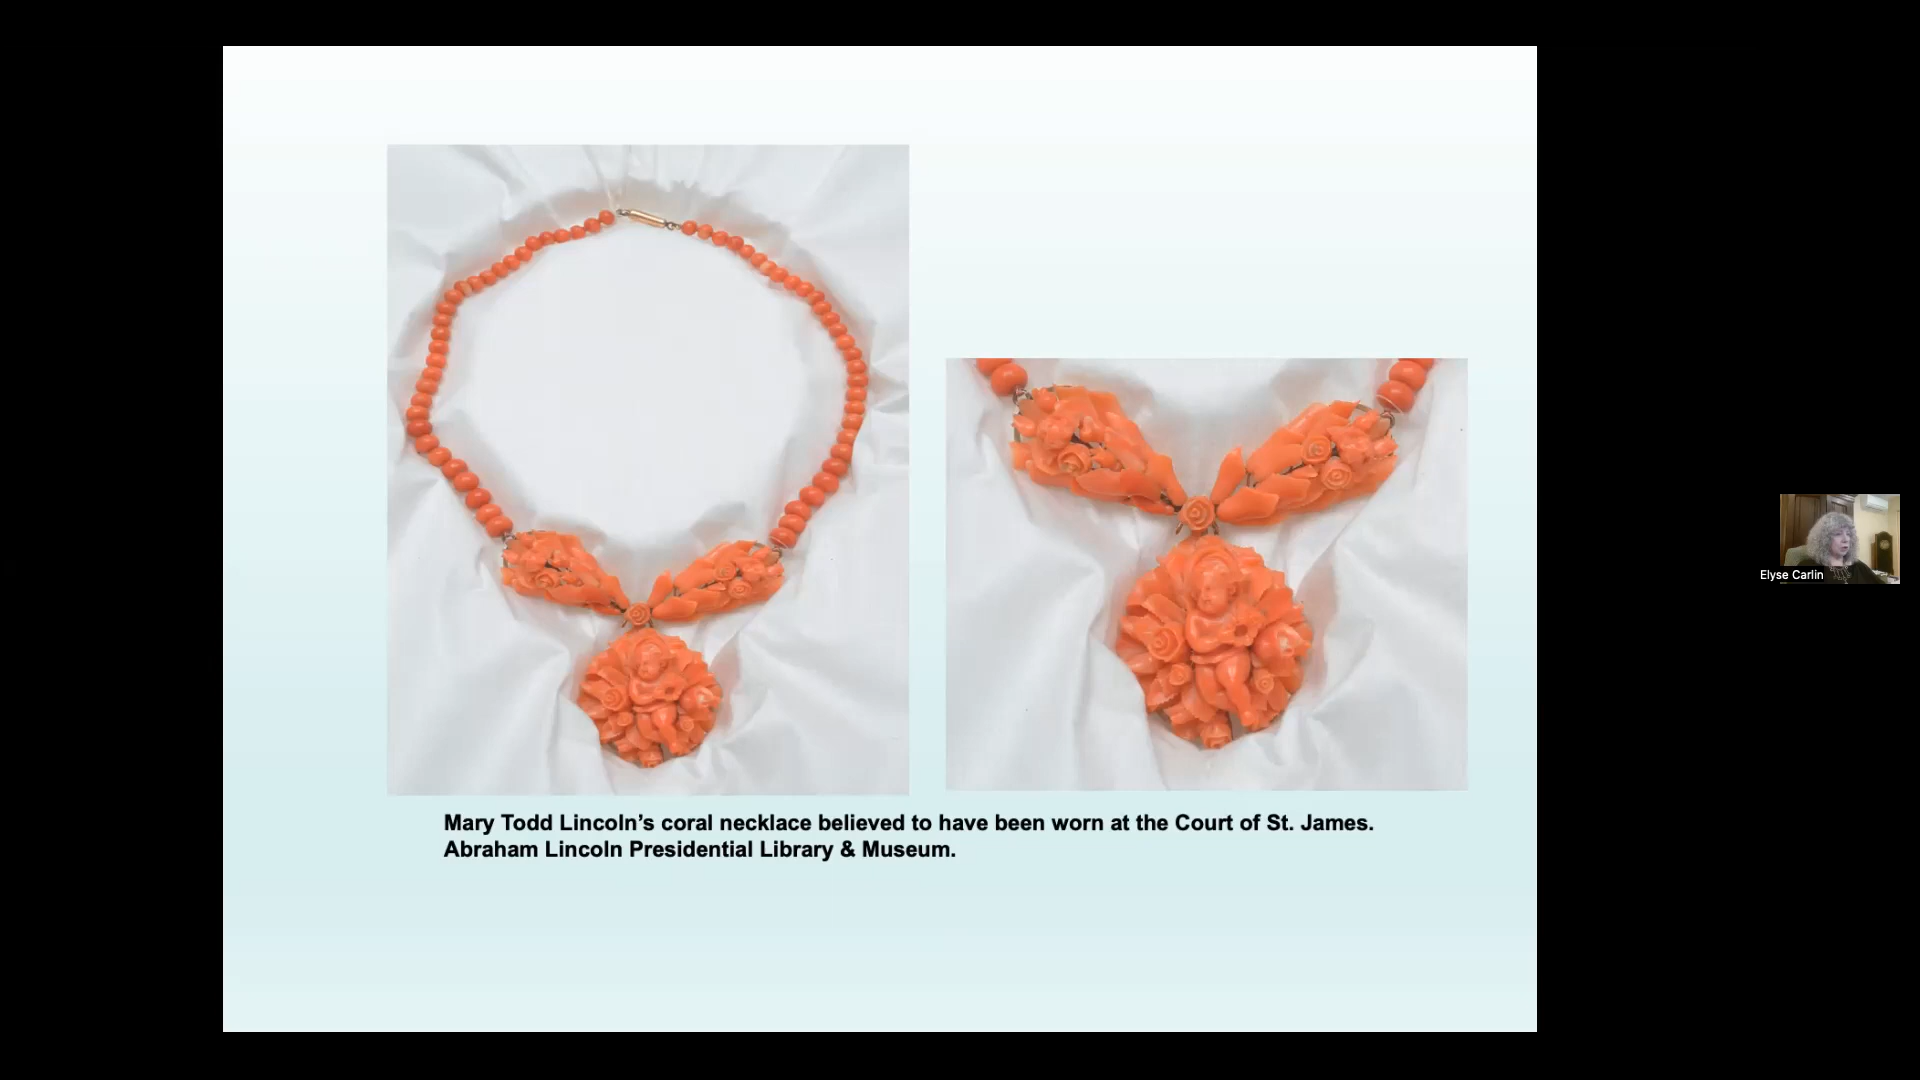 Mary Todd Lincoln’s coral necklace believed to have been worn at the Court of St. James.
Abraham Lincoln Presidential Library & Museum.
Elyse Carlin